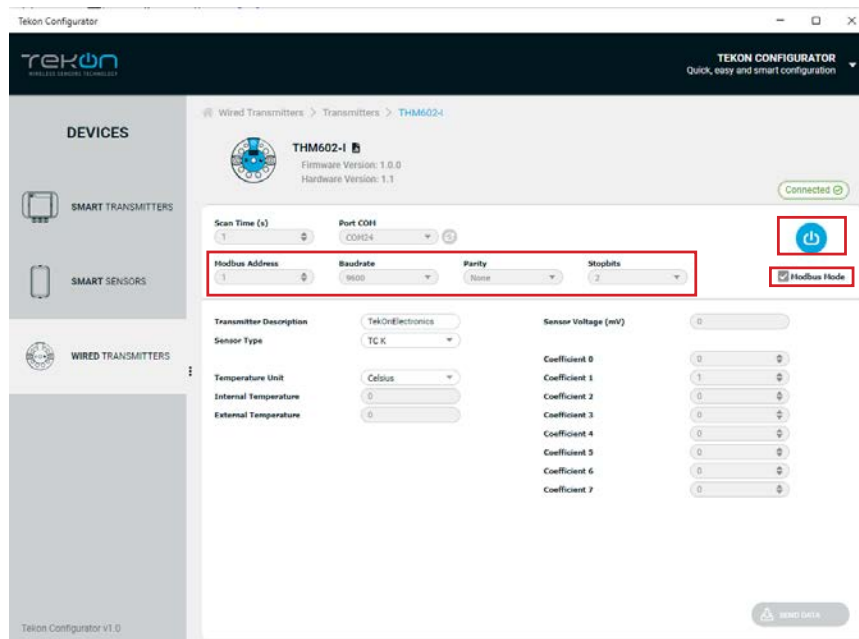 Tekon Configurator
TEKON
WIRELESS SENSORS TECHNOLOGY
TEKON CONFIGURATOR
Quick, easy and smart configuration
DEVICES
SMART TRANSMITTERS
SMART SENSORS
WIRED TRANSMITTERS
Tekon Configurator v1.0
Wired Transmitters > Transmitters > THM602-I
THM602-I
Firmware Version: 1.0.0
Hardware Version: 1.1
Connected
Scan Time (s) Port COM
1 COM24
Modbus Address Baudrate Parity Stopbits
1 9600 None 2
Modbus Mode
Transmitter Description TekOnElectronics
Sensor Type TC K
Temperature Unit Celsius
Internal Temperature 0
External Temperature 0
Sensor Voltage (mV) 0
Coefficient 0 0
Coefficient 1 1
Coefficient 2 0
Coefficient 3 0
Coefficient 4 0
Coefficient 5 0
Coefficient 6 0
Coefficient 7 0
SEND DATA